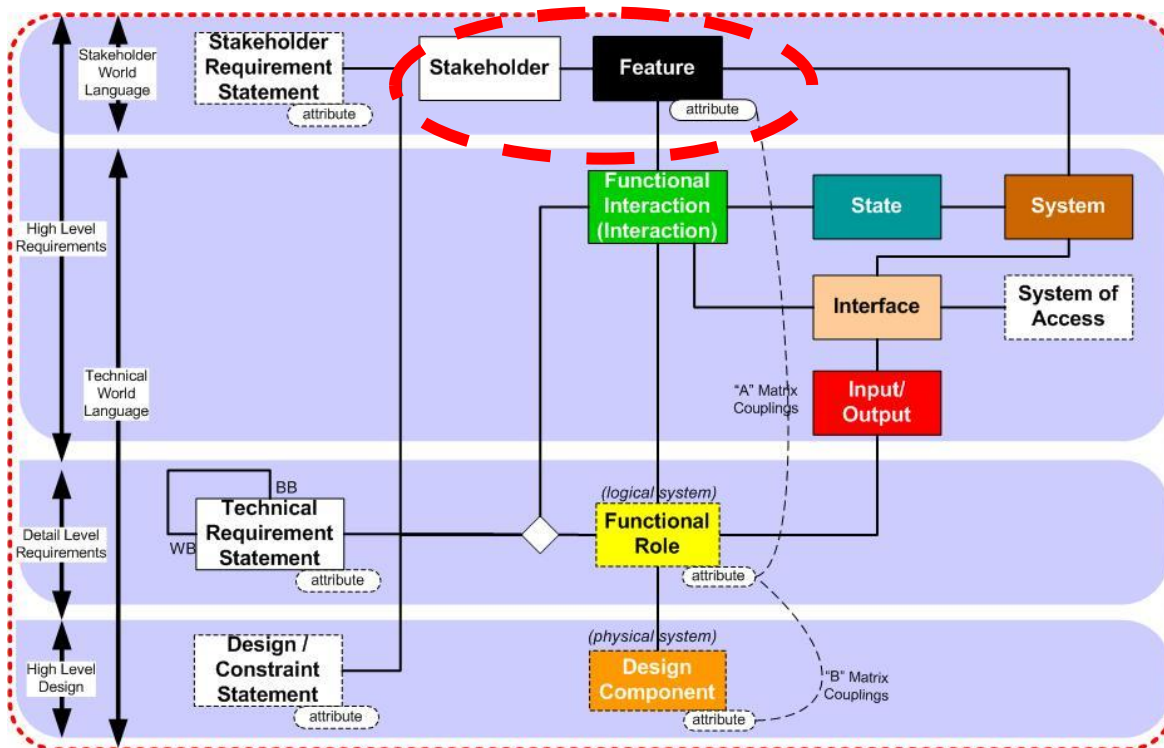 Stakeholder
World
Language
Stakeholder
Requirement
Statement
attribute
Stakeholder
Feature
attribute
High Level
Requirements
Functional
Interaction
(Interaction)
State
System
Interface
System of
Access
Technical
World
Language
"A" Matrix
Couplings
Input/
Output
Detail Level
Requirements
BB
WB
Technical
Requirement
Statement
attribute
(logical system)
Functional
Role
attribute
High Level
Design
Design /
Constraint
Statement
attribute
(physical system)
Design
Component
attribute
"B" Matrix
Couplings